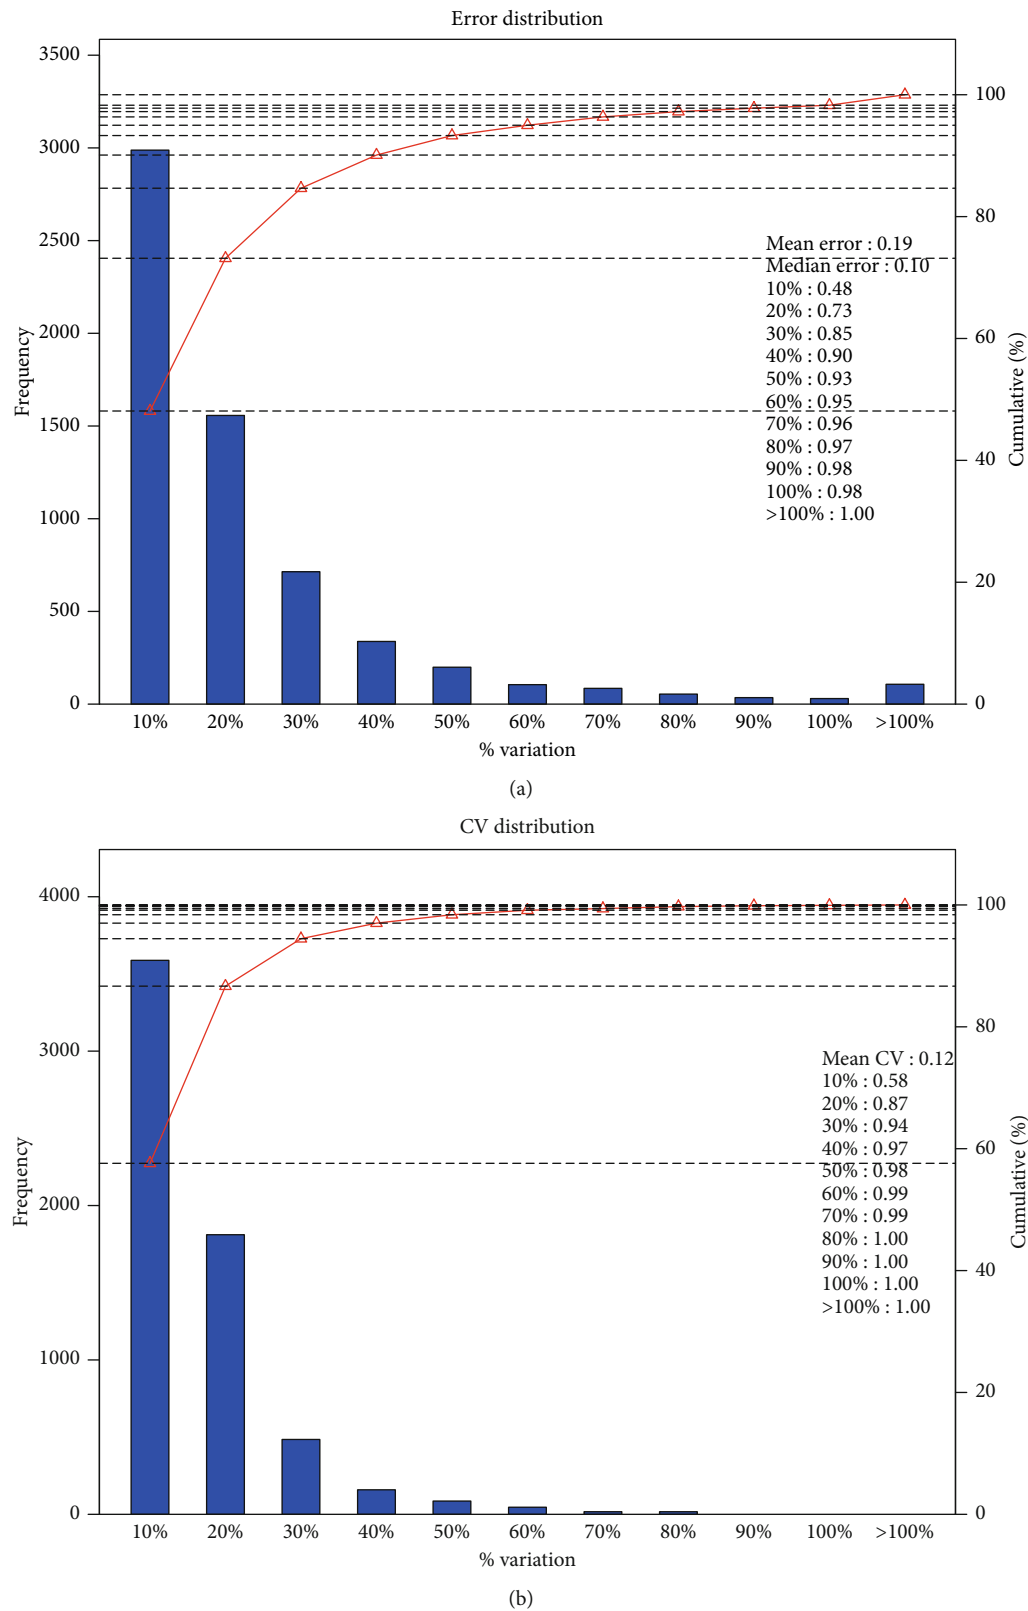 Error distribution
3500
3000
2500
2000
1500
1000
500
0
Frequency
100
80
60
40
20
0
Cumulative (%)
Mean error : 0.19
Median error : 0.10
10% : 0.48
20% : 0.73
30% : 0.85
40% : 0.90
50% : 0.93
60% : 0.95
70% : 0.96
80% : 0.97
90% : 0.98
100% : 0.98
>100% : 1.00
10% 20% 30% 40% 50% 60% 70% 80% 90% 100% >100%
% variation
(a)
CV distribution
4000
3000
2000
1000
0
Frequency
100
80
60
40
20
0
Cumulative (%)
Mean CV : 0.12
10% : 0.58
20% : 0.87
30% : 0.94
40% : 0.97
50% : 0.98
60% : 0.99
70% : 0.99
80% : 1.00
90% : 1.00
100% : 1.00
>100% : 1.00
10% 20% 30% 40% 50% 60% 70% 80% 90% 100% >100%
% variation
(b)